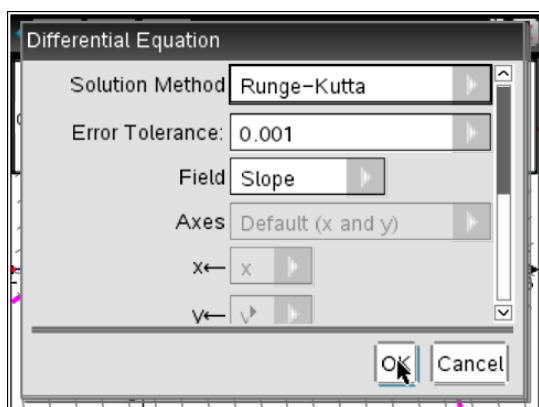 Differential Equation
Solution Method Runge-Kutta
Error Tolerance: 0.001
Field Slope
Axes Default (x and y)
x← x
y←
OK Cancel